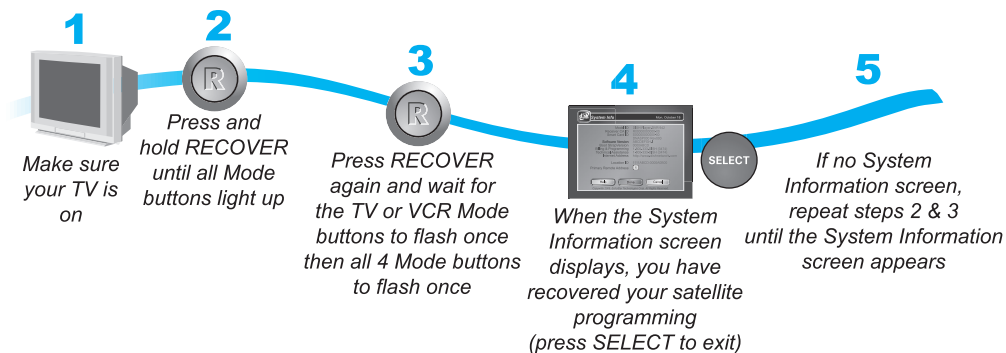 1
Make sure
your TV is
on
2
R
Press and
hold RECOVER
until all Mode
buttons light up
3
R
Press RECOVER
again and wait for
the TV or VCR Mode
buttons to flash once
then all 4 Mode buttons
to flash once
4
System Info
SELECT
When the System
Information screen
displays, you have
recovered your satellite
programming
(press SELECT to exit)
5
If no System
Information screen,
repeat steps 2 & 3
until the System Information
screen appears